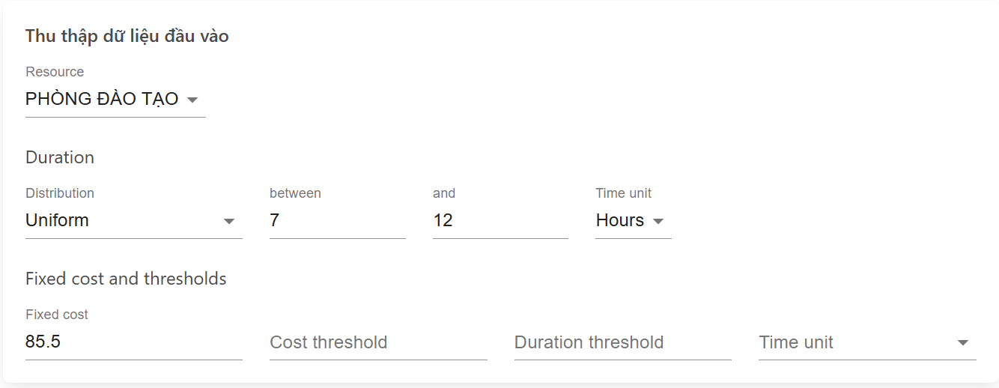 Thu thập dữ liệu đầu vào
Resource
PHÒNG ĐÀO TẠO
Duration
Distribution between and Time unit
Uniform 7 12 Hours
Fixed cost and thresholds
Fixed cost
85.5 Cost threshold Duration threshold Time unit